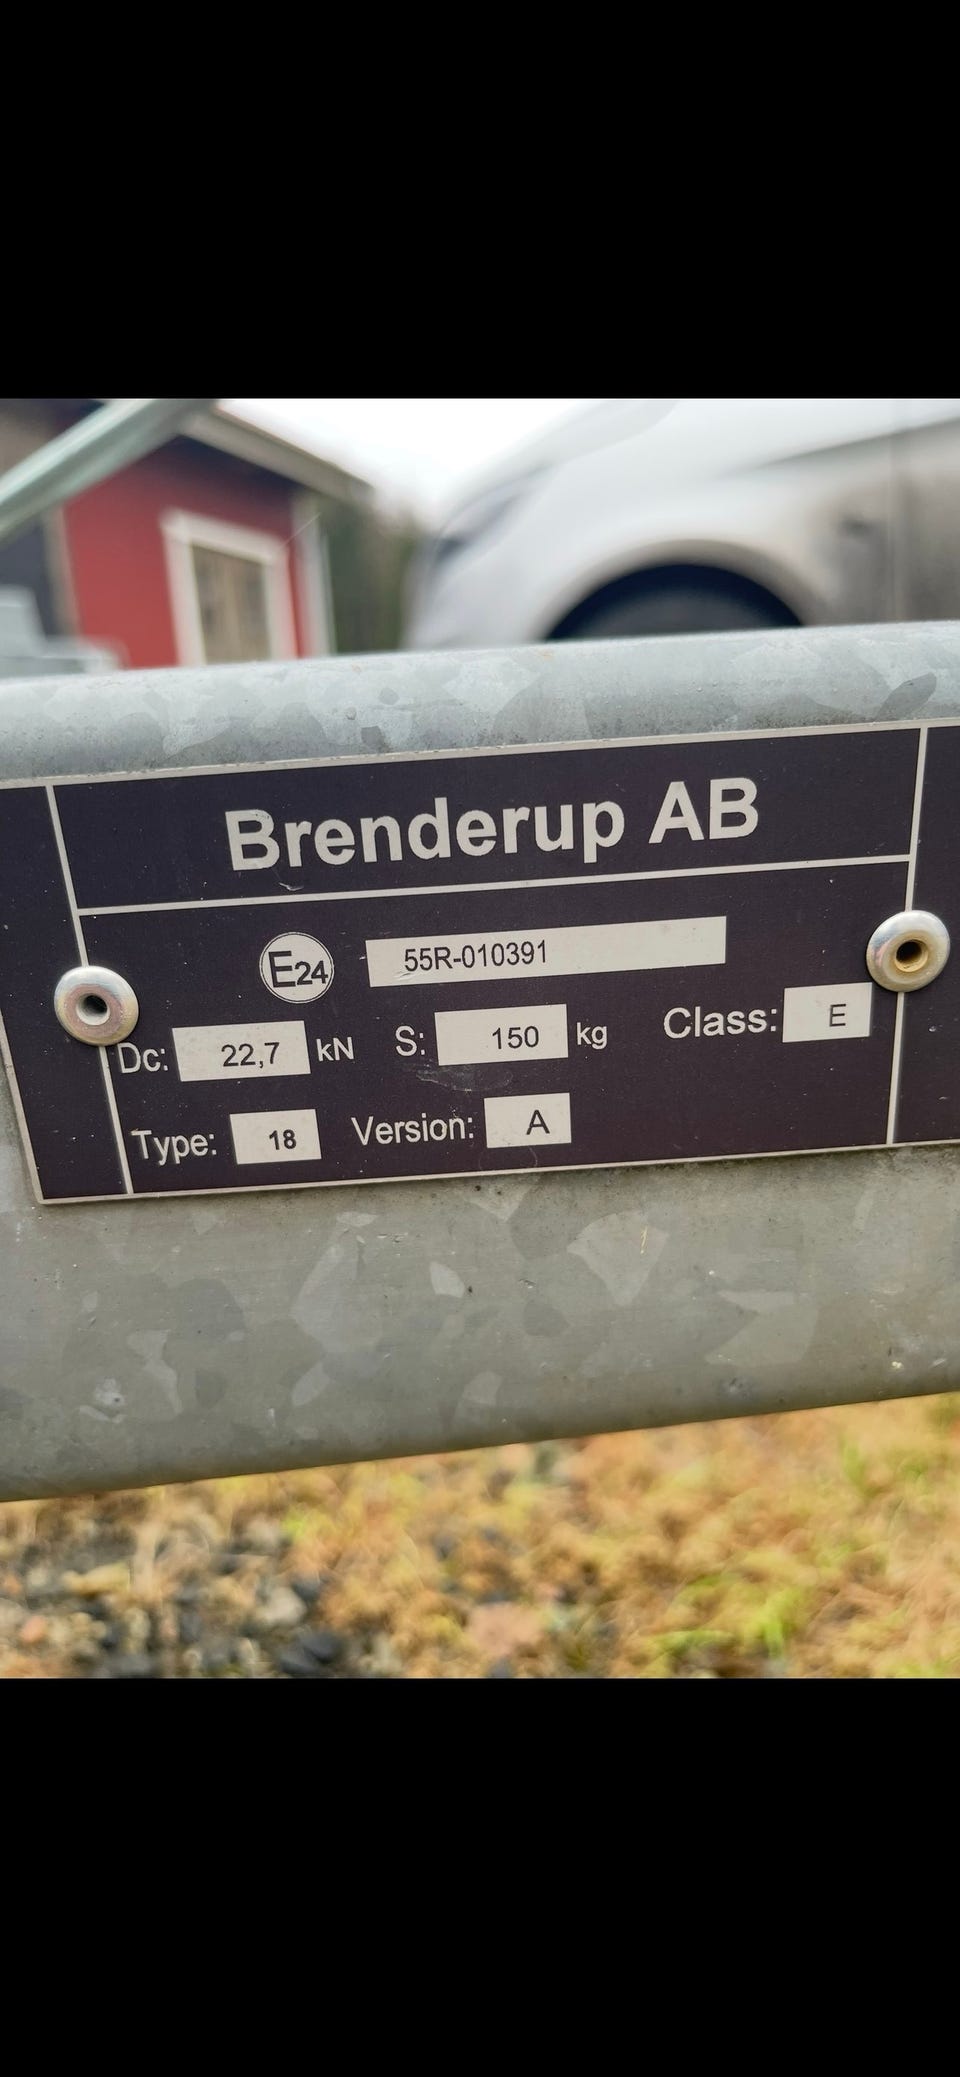 Brenderup AB
E24 55R-010391
Dc: 22,7 kN S: 150 kg Class: E
Type: 18 Version: A